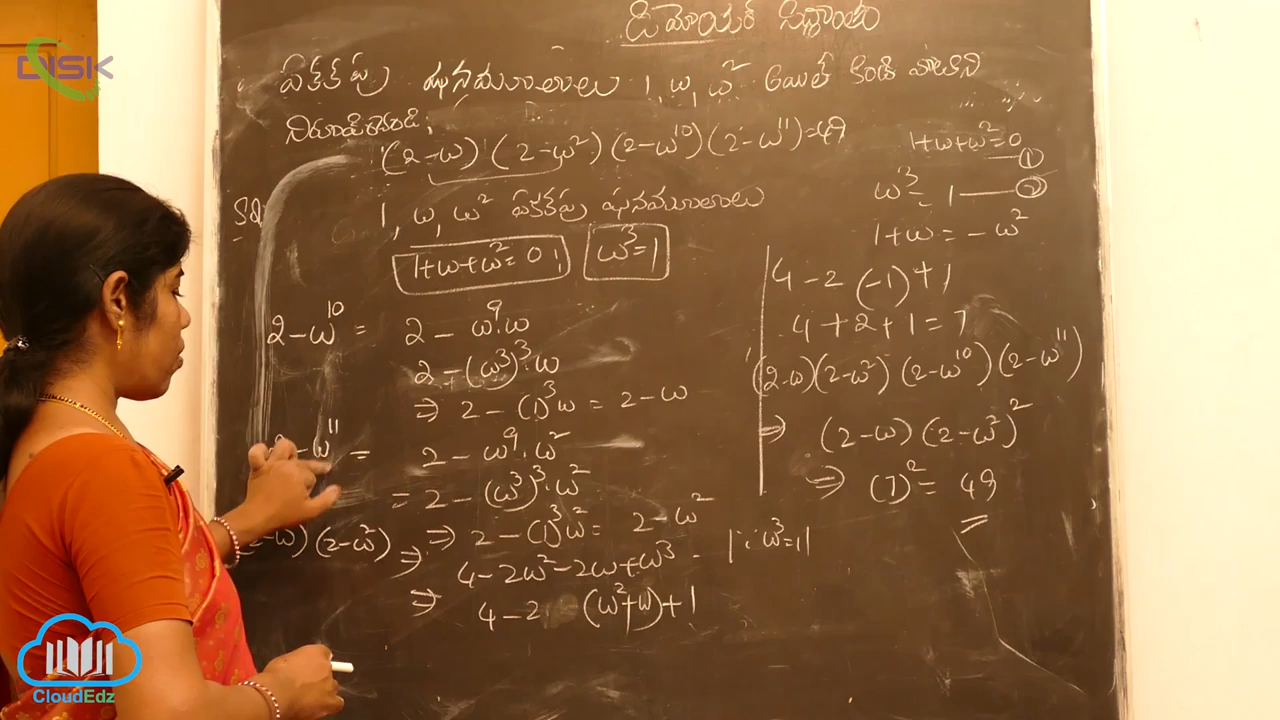 DISK
డిమోయర్ సిద్ధాంతం
ఏకకపు ఘనమూలాలు 1, ω, ω² అయితే కింది వాటిని
నిరూపించండి.
(2-ω) (2-ω²) (2-ω¹⁰) (2-ω¹¹) = 49
1, ω, ω² ఏకకపు ఘనమూలాలు
1+ω+ω² = 0 ; ω³=1
2-ω¹⁰ = 2 - ω⁹·ω
2 - (ω³)³·ω
⇒ 2 - (1)³ω = 2-ω
-ω¹¹ = 2 - ω⁹·ω²
= 2 - (ω³)³·ω²
⇒ 2 - (1)³ω² = 2-ω²
-ω) (2-ω²) ⇒ 4-2ω²-2ω+ω³ - |∵ ω³=1|
⇒ 4-2 (ω²+ω)+1
1+ω+ω²=0 — ①
ω³ = 1 — ②
1+ω = -ω²
4-2 (-1)+1
4+2+1=7
(2-ω)(2-ω²) (2-ω¹⁰) (2-ω¹¹)
⇒ (2-ω) (2-ω²)²
⇒ (7)² = 49
CloudEdz